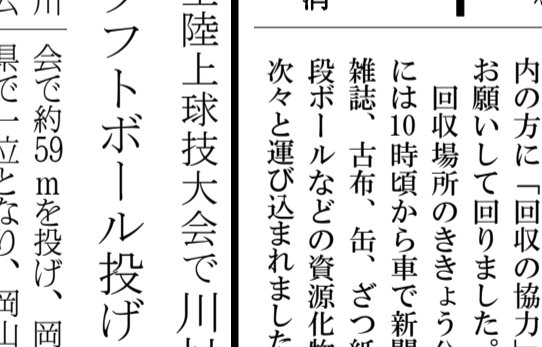 内の方に「回収の協力」
お願いして回りました。
回収場所のききょう
には10時頃から車で新聞
雑誌、古布、缶、ざつ紙
段ボールなどの資源化物
次々と運び込まれました
陸上球技大会で川
フトボール投げ
会で約59mを投げ、岡
県で一位となり、岡山